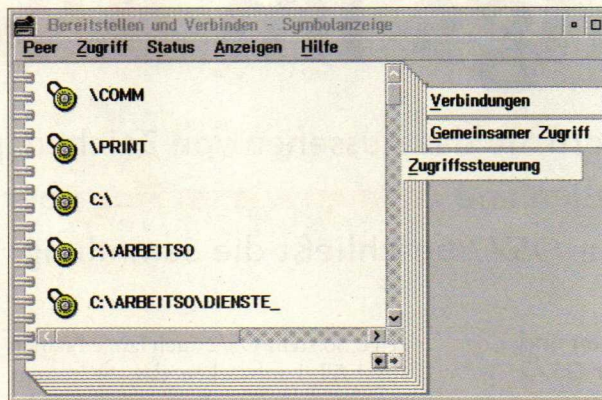 Bereitstellen und Verbinden - Symbolanzeige
Peer Zugriff Status Anzeigen Hilfe
\COMM
\PRINT
C:\
C:\ARBEITSO
C:\ARBEITSO\DIENSTE_
Verbindungen
Gemeinsamer Zugriff
Zugriffssteuerung